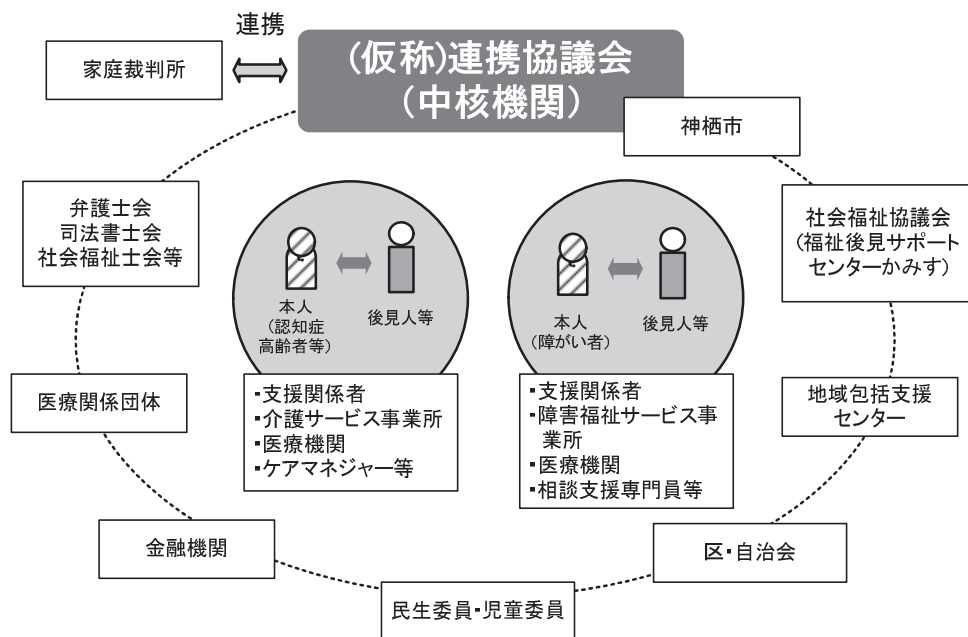 連携
家庭裁判所
(仮称)連携協議会
(中核機関)
神栖市
弁護士会
司法書士会
社会福祉士会等
社会福祉協議会
(福祉後見サポート
センターかみす)
本人
(認知症
高齢者等)
後見人等
本人
(障がい者)
後見人等
医療関係団体
・支援関係者
・介護サービス事業所
・医療機関
・ケアマネジャー等
・支援関係者
・障害福祉サービス事
業所
・医療機関
・相談支援専門員等
地域包括支援
センター
金融機関
区・自治会
民生委員・児童委員